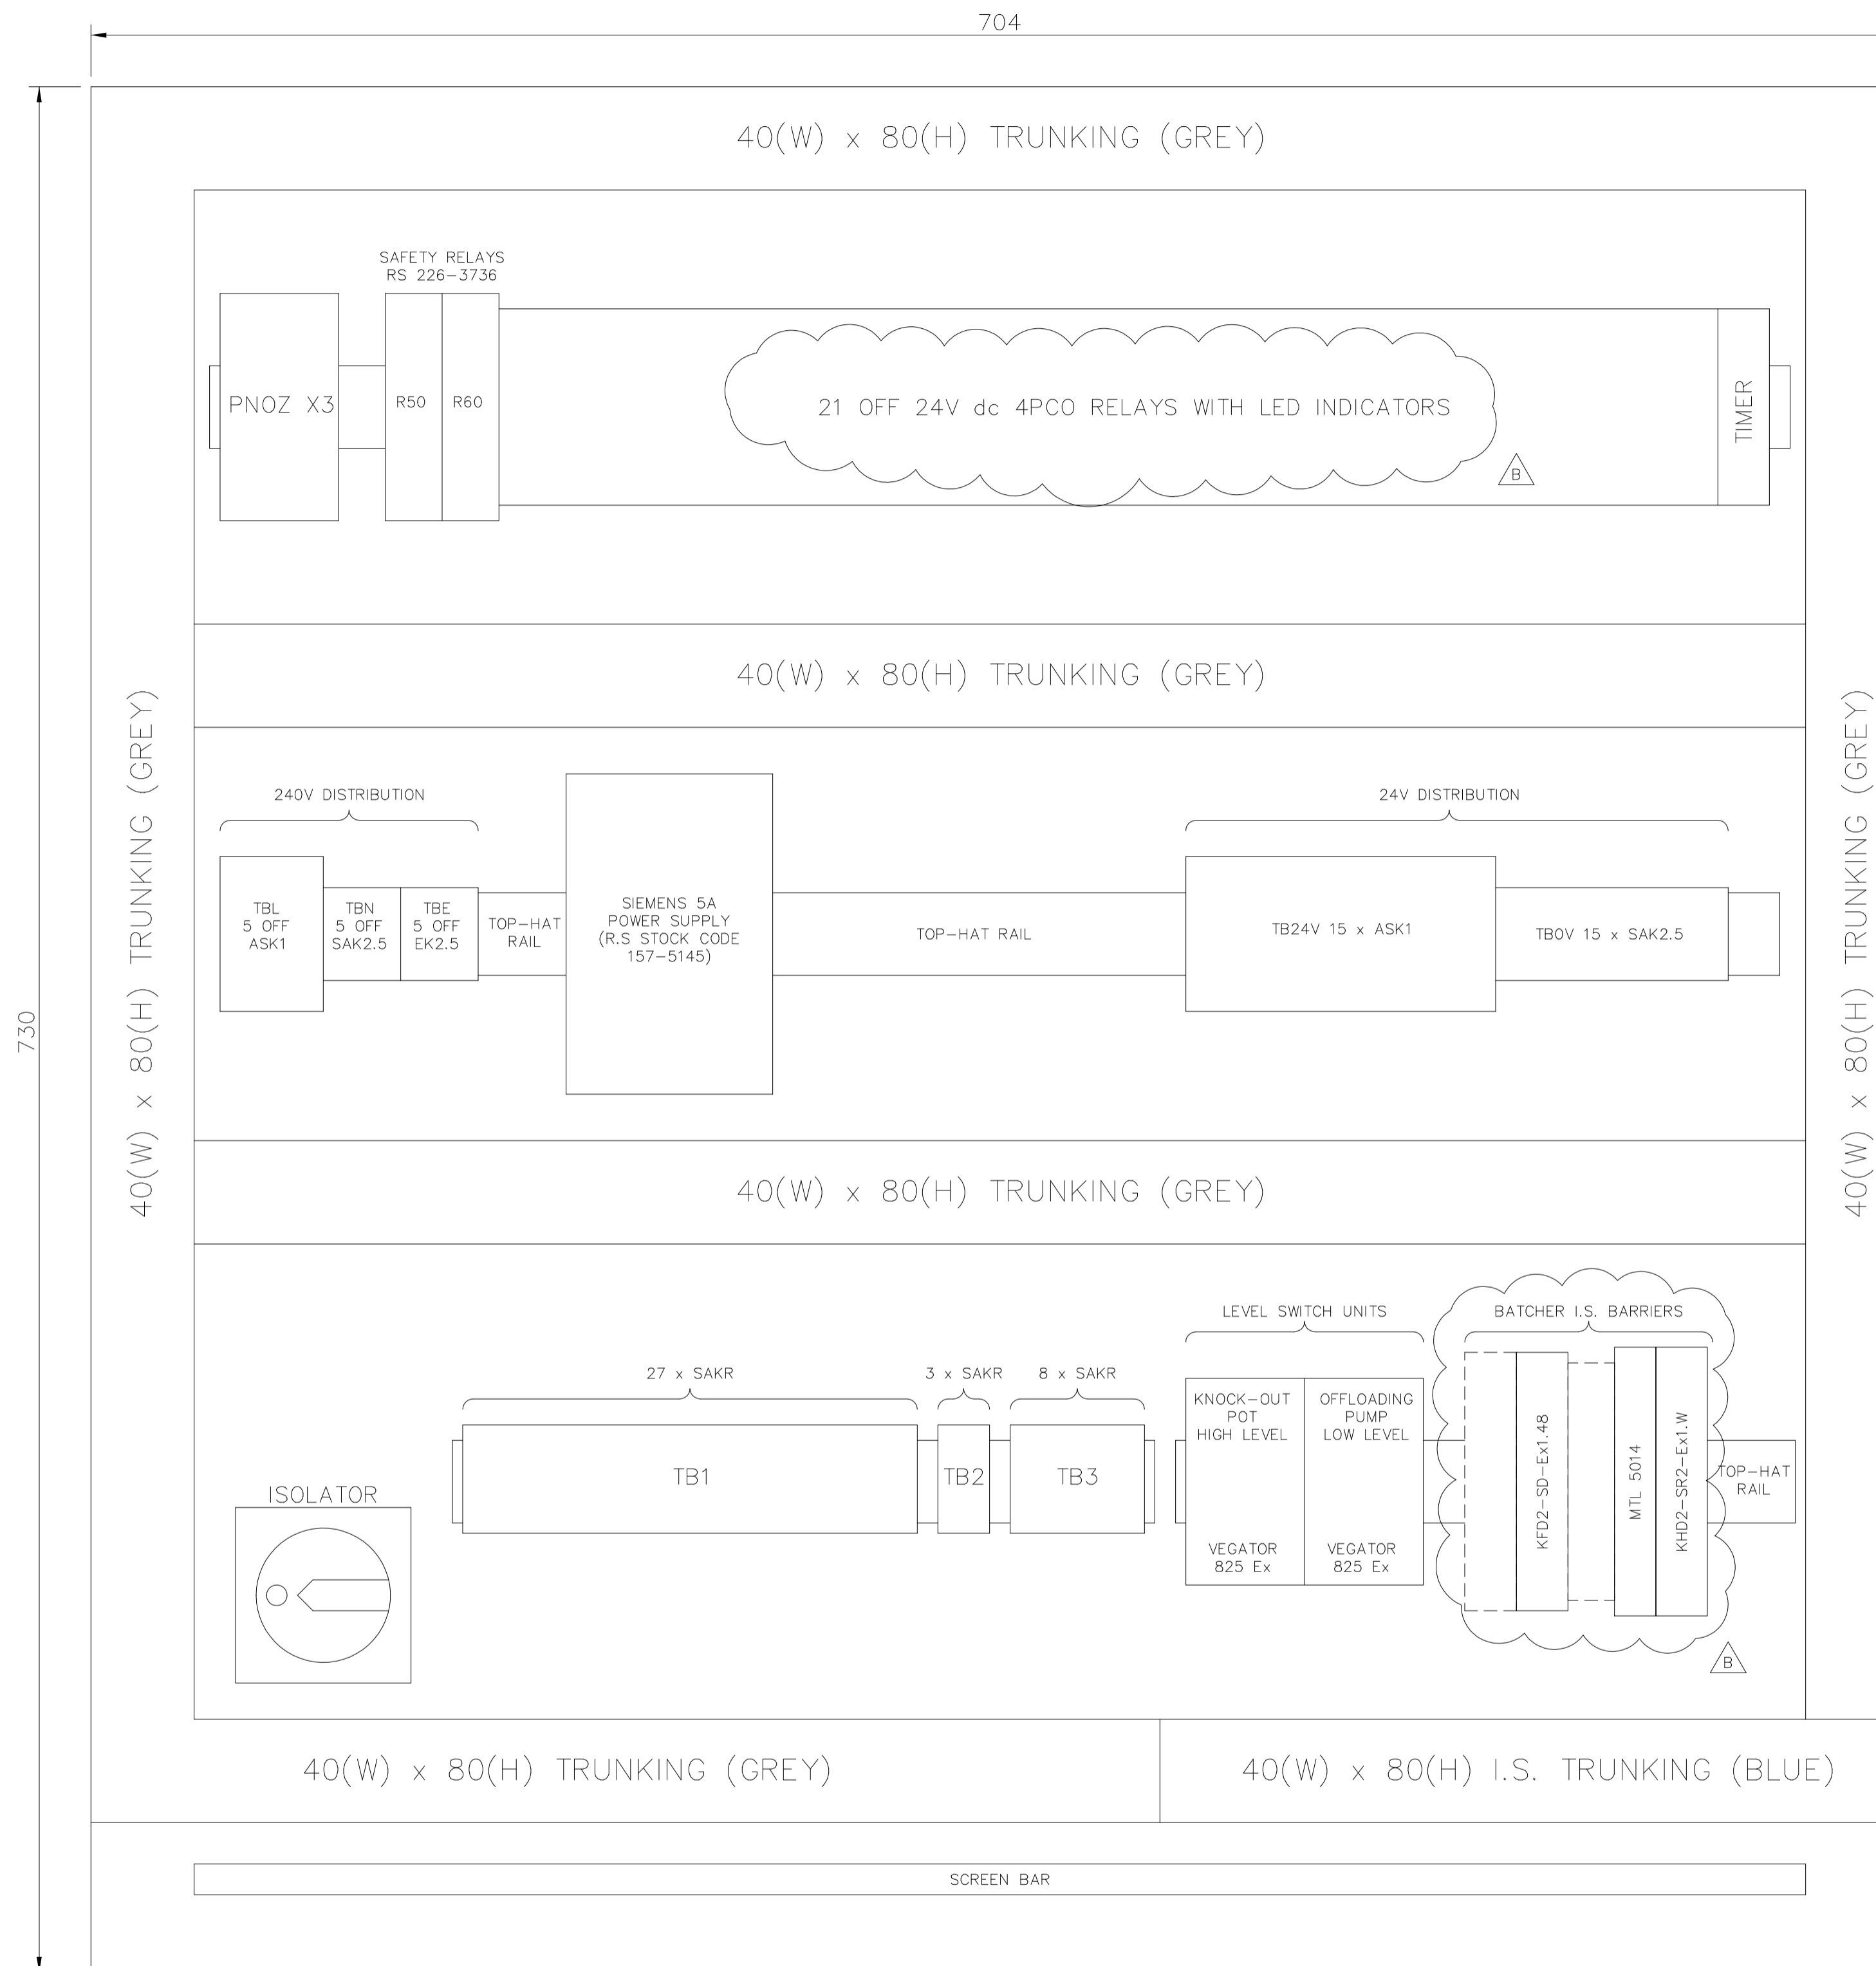 704
40(W) x 80(H) TRUNKING (GREY)
SAFETY RELAYS
RS 226-3736
PNOZ X3
R50
R60
21 OFF 24V dc 4PCO RELAYS WITH LED INDICATORS
TIMER
B
40(W) x 80(H) TRUNKING (GREY)
730
40(W) x 80(H) TRUNKING (GREY)
40(W) x 80(H) TRUNKING (GREY)
240V DISTRIBUTION
24V DISTRIBUTION
TBL
5 OFF
ASK1
TBN
5 OFF
SAK2.5
TBE
5 OFF
EK2.5
TOP-HAT
RAIL
SIEMENS 5A
POWER SUPPLY
(R.S STOCK CODE
157-5145)
TOP-HAT RAIL
TB24V 15 x ASK1
TB0V 15 x SAK2.5
40(W) x 80(H) TRUNKING (GREY)
LEVEL SWITCH UNITS
BATCHER I.S. BARRIERS
27 x SAKR
3 x SAKR
8 x SAKR
TB1
TB2
TB3
KNOCK-OUT
POT
HIGH LEVEL
VEGATOR
825 Ex
OFFLOADING
PUMP
LOW LEVEL
VEGATOR
825 Ex
KFD2-SD-Ex1.48
MTL 5014
KHD2-SR2-Ex1.W
TOP-HAT
RAIL
ISOLATOR
B
40(W) x 80(H) TRUNKING (GREY)
40(W) x 80(H) I.S. TRUNKING (BLUE)
SCREEN BAR